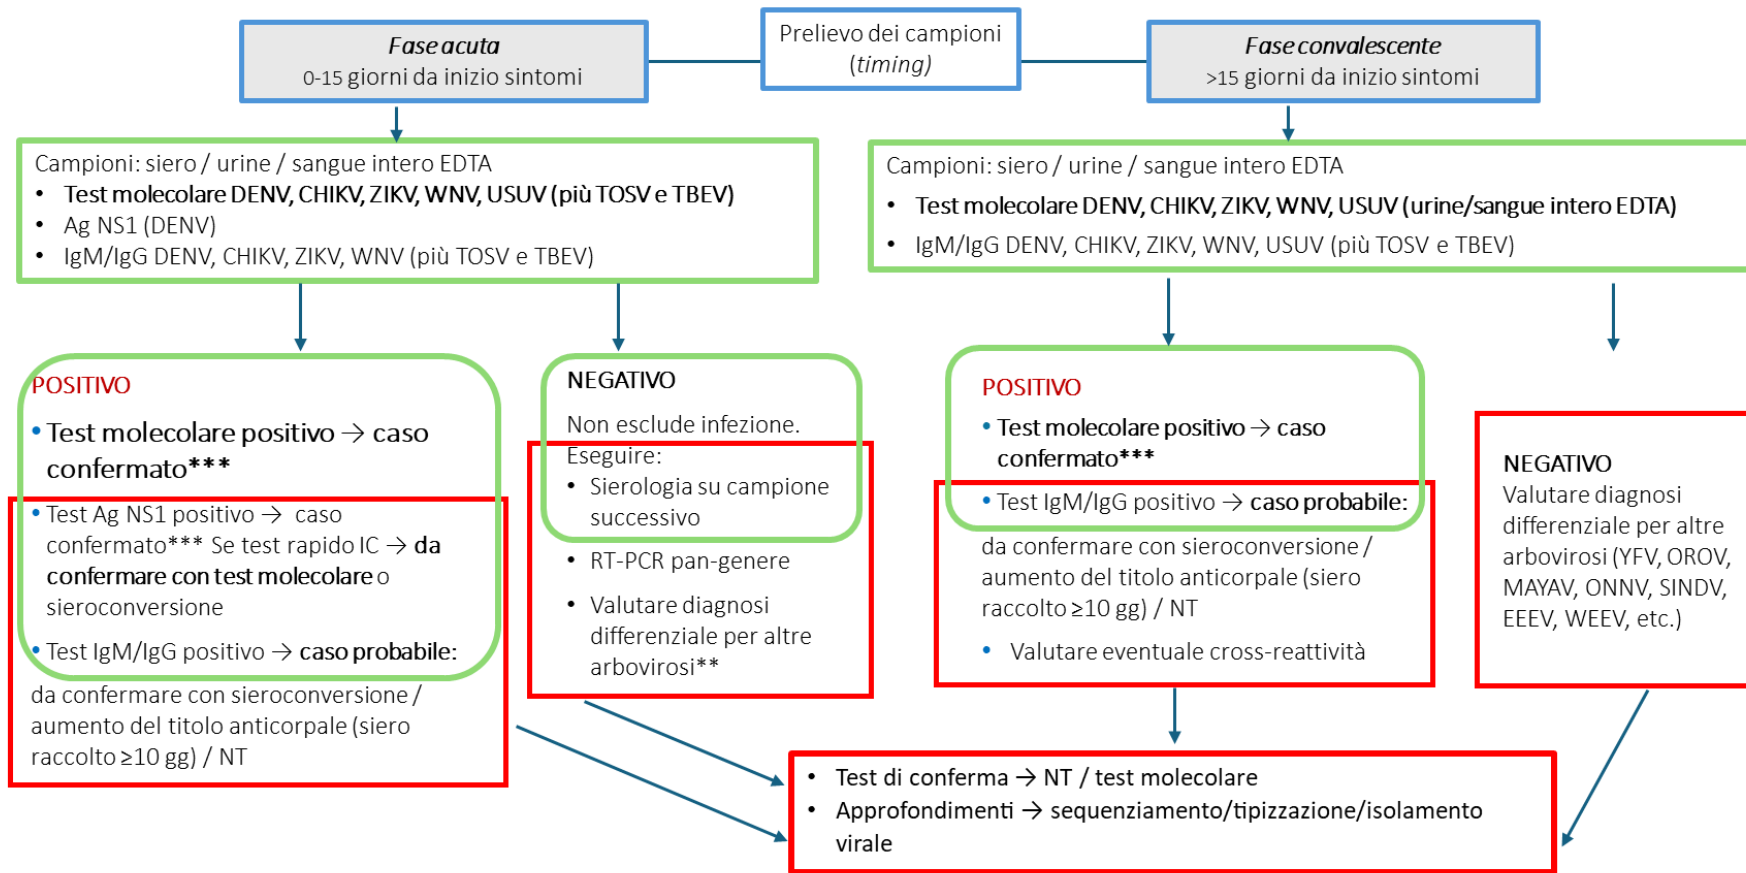 Prelievo dei campioni
(timing)
Fase acuta
0-15 giorni da inizio sintomi
Fase convalescente
>15 giorni da inizio sintomi
Campioni: siero / urine / sangue intero EDTA
• Test molecolare DENV, CHIKV, ZIKV, WNV, USUV (più TOSV e TBEV)
• Ag NS1 (DENV)
• IgM/IgG DENV, CHIKV, ZIKV, WNV (più TOSV e TBEV)
Campioni: siero / urine / sangue intero EDTA
• Test molecolare DENV, CHIKV, ZIKV, WNV, USUV (urine/sangue intero EDTA)
• IgM/IgG DENV, CHIKV, ZIKV, WNV, USUV (più TOSV e TBEV)
POSITIVO
• Test molecolare positivo → caso
confermato***
• Test Ag NS1 positivo → caso
confermato*** Se test rapido IC → da
confermare con test molecolare o
sieroconversione
• Test IgM/IgG positivo → caso probabile:
da confermare con sieroconversione /
aumento del titolo anticorpale (siero
raccolto ≥10 gg) / NT
NEGATIVO
Non esclude infezione.
Eseguire:
• Sierologia su campione
successivo
• RT-PCR pan-genere
• Valutare diagnosi
differenziale per altre
arbovirosi**
POSITIVO
• Test molecolare positivo → caso
confermato***
• Test IgM/IgG positivo → caso probabile:
da confermare con sieroconversione /
aumento del titolo anticorpale (siero
raccolto ≥10 gg) / NT
• Valutare eventuale cross-reattività
NEGATIVO
Valutare diagnosi
differenziale per altre
arbovirosi (YFV, OROV,
MAYAV, ONNV, SINDV,
EEEV, WEEV, etc.)
• Test di conferma → NT / test molecolare
• Approfondimenti → sequenziamento/tipizzazione/isolamento
virale